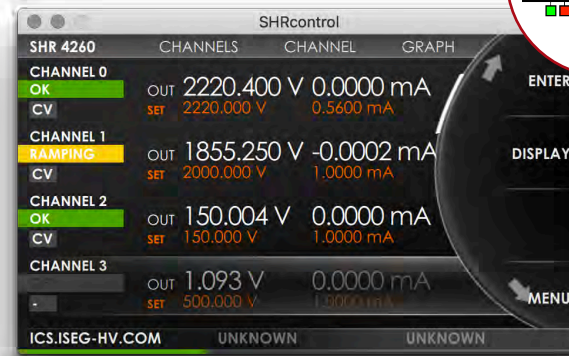 SHRcontrol
SHR 4260 CHANNELS CHANNEL GRAPH
CHANNEL 0
OK
CV
OUT 2220.400 V 0.0000 mA
SET 2220.000 V 0.5600 mA
CHANNEL 1
RAMPING
CV
OUT 1855.250 V -0.0002 mA
SET 2000.000 V 1.0000 mA
CHANNEL 2
OK
CV
OUT 150.004 V 0.0000 mA
SET 150.000 V 1.0000 mA
CHANNEL 3
-
OUT 1.093 V 0.0000 mA
SET 500.000 V 1.0000 mA
ENTER
DISPLAY
MENU
ICS.ISEG-HV.COM UNKNOWN UNKNOWN